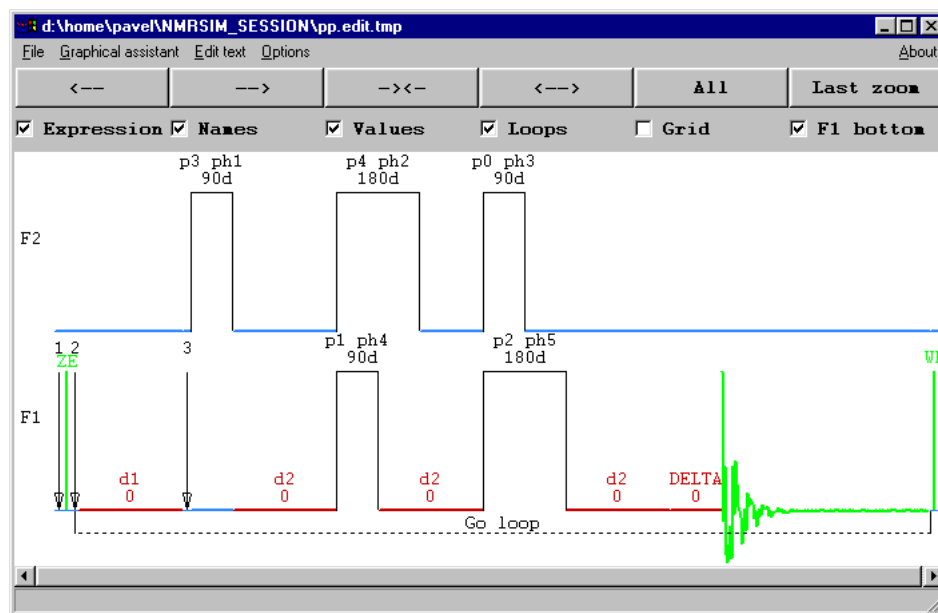 d:\home\pavel\NMRSIM_SESSION\pp.edit.tmp
File Graphical assistant Edit text Options About
<-- --> -><- <--> All Last zoom
Expression Names Values Loops Grid F1 bottom
p3 ph1 p4 ph2 p0 ph3
90d 180d 90d
F2
1 2 3 p1 ph4 p2 ph5
ZE 90d 180d
F1
d1 d2 d2 d2 DELTA
0 0 0 0 0
Go loop